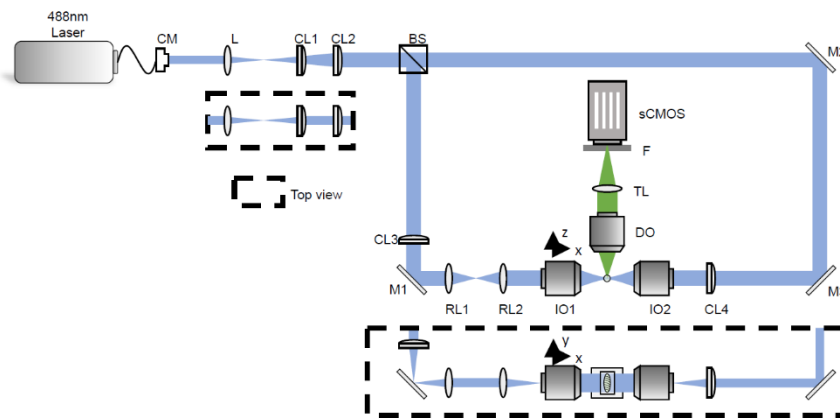 488nm
Laser
CM
L
CL1
CL2
BS
sCMOS
F
TL
Top view
DO
CL3
z
x
M1
RL1
RL2
IO1
IO2
CL4
y
x